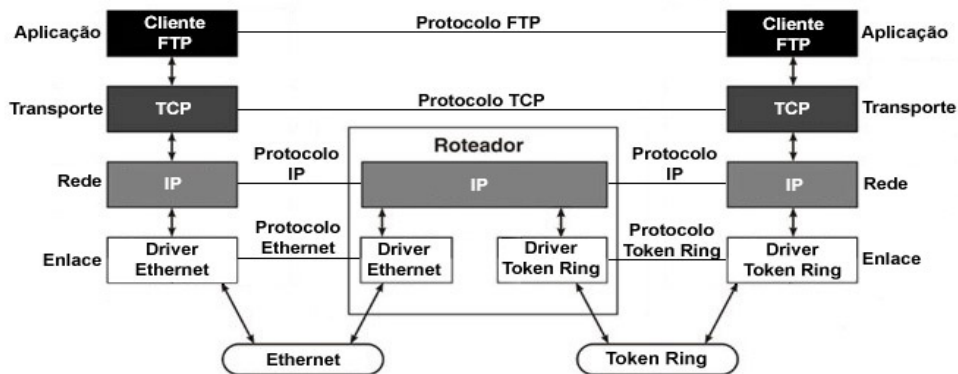 Aplicação
Cliente
FTP
Protocolo FTP
Cliente
FTP
Aplicação
Transporte
TCP
Protocolo TCP
TCP
Transporte
Roteador
Rede
IP
Protocolo
IP
IP
Protocolo
IP
IP
Rede
Enlace
Driver
Ethernet
Protocolo
Ethernet
Driver
Ethernet
Driver
Token Ring
Protocolo
Token Ring
Driver
Token Ring
Enlace
Ethernet
Token Ring